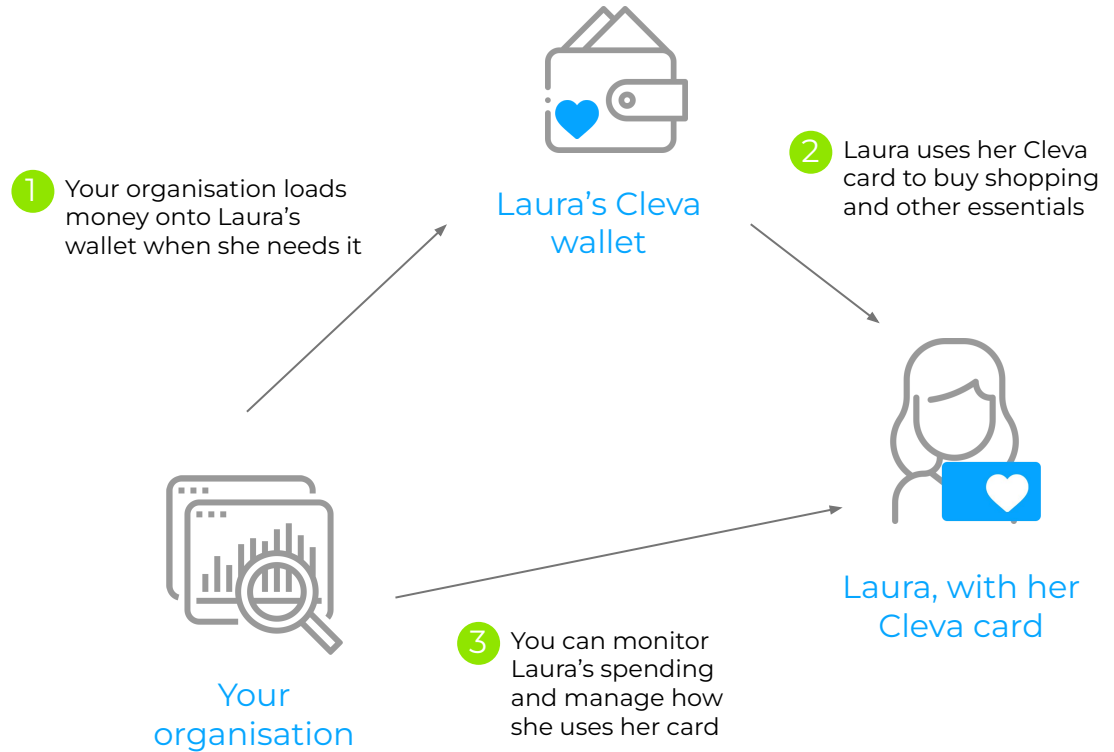 1
Your organisation loads
money onto Laura’s
wallet when she needs it
Laura’s Cleva
wallet
2
Laura uses her Cleva
card to buy shopping
and other essentials
Laura, with her
Cleva card
3
You can monitor
Laura’s spending
and manage how
she uses her card
Your
organisation